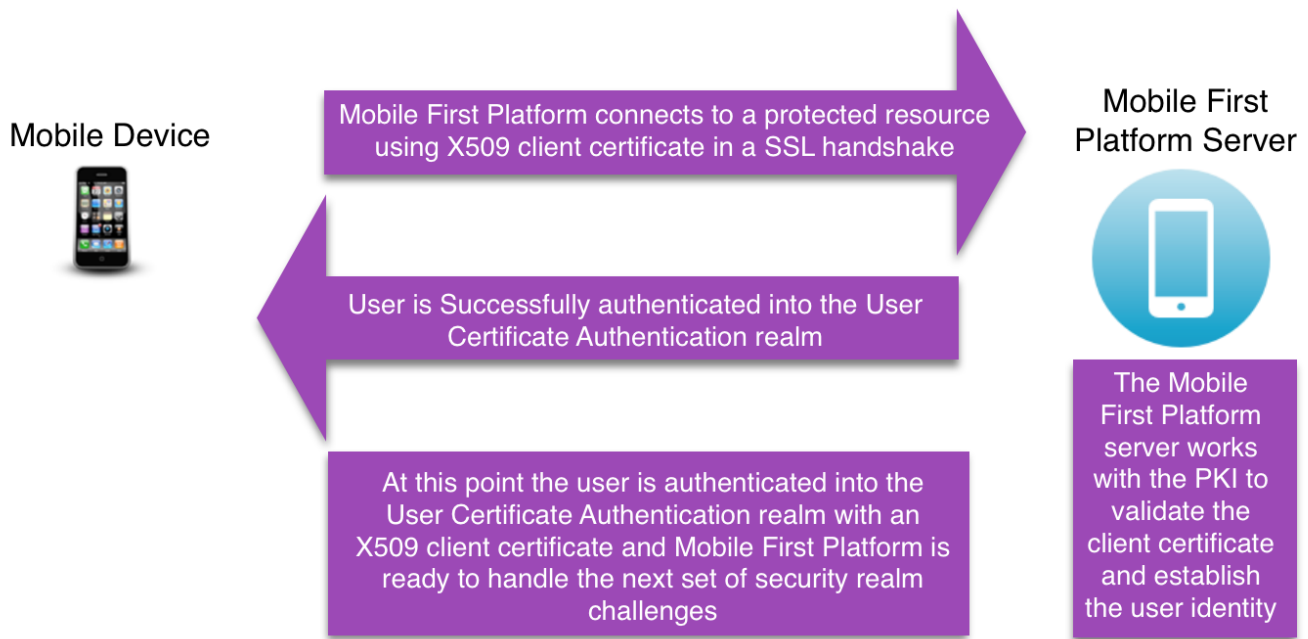 Mobile Device
Mobile First Platform connects to a protected resource
using X509 client certificate in a SSL handshake
Mobile First
Platform Server
User is Successfully authenticated into the User
Certificate Authentication realm
The Mobile
First Platform
server works
with the PKI to
validate the
client certificate
and establish
the user identity
At this point the user is authenticated into the
User Certificate Authentication realm with an
X509 client certificate and Mobile First Platform is
ready to handle the next set of security realm
challenges